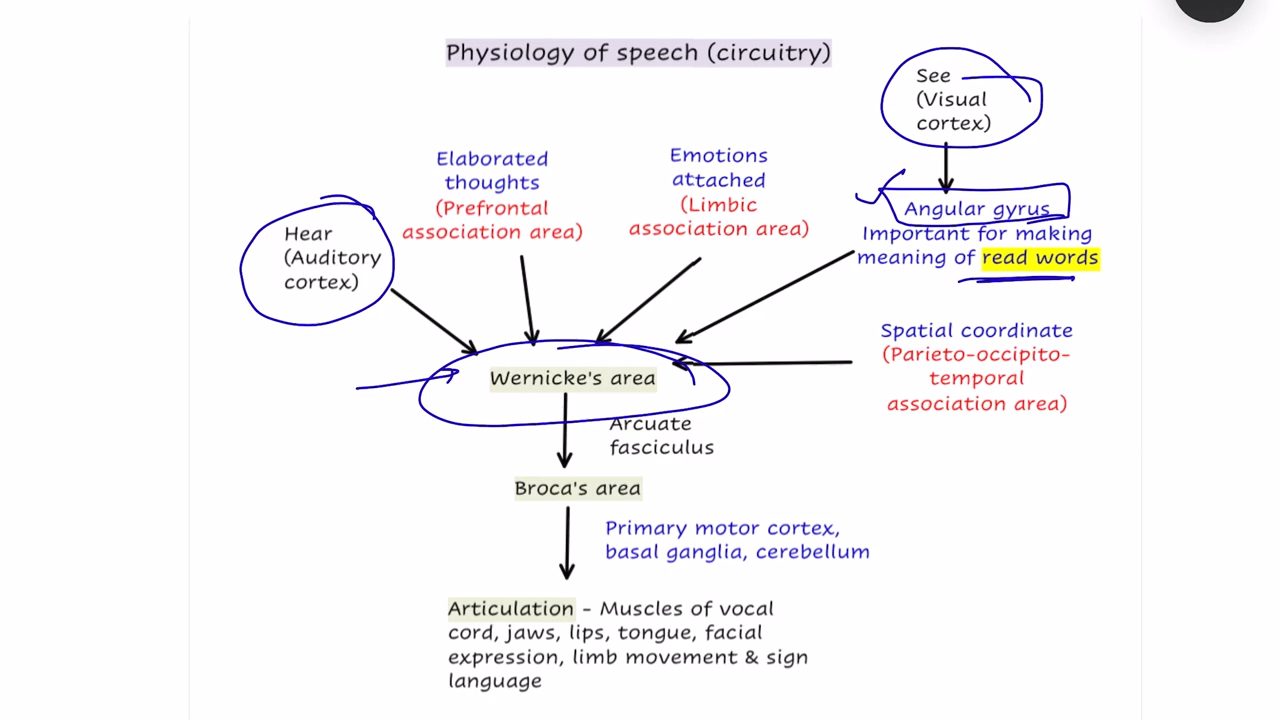 Physiology of speech (circuitry)
See
(Visual
cortex)
Elaborated
thoughts
(Prefrontal
association area)
Emotions
attached
(Limbic
association area)
Angular gyrus
Important for making
meaning of read words
Hear
(Auditory
cortex)
Spatial coordinate
(Parieto-occipito-
temporal
association area)
Wernicke's area
Arcuate
fasciculus
Broca's area
Primary motor cortex,
basal ganglia, cerebellum
Articulation - Muscles of vocal
cord, jaws, lips, tongue, facial
expression, limb movement & sign
language